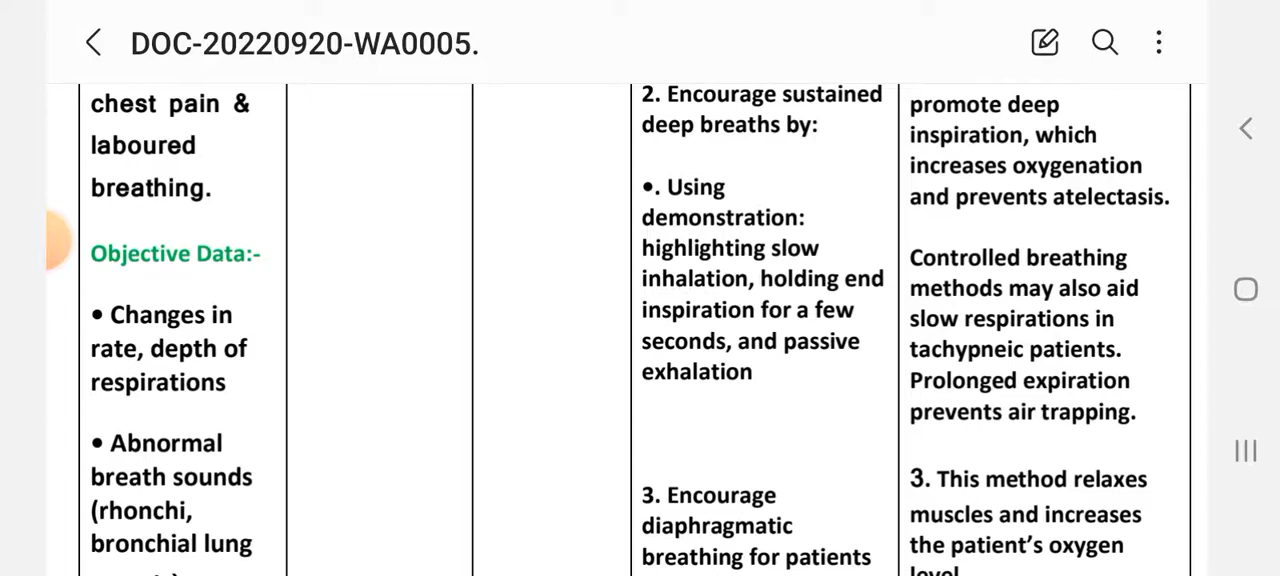 DOC-20220920-WA0005.
chest pain &
laboured
breathing.
Objective Data:-
• Changes in
rate, depth of
respirations
• Abnormal
breath sounds
(rhonchi,
bronchial lung
2. Encourage sustained
deep breaths by:
•. Using
demonstration:
highlighting slow
inhalation, holding end
inspiration for a few
seconds, and passive
exhalation
3. Encourage
diaphragmatic
breathing for patients
promote deep
inspiration, which
increases oxygenation
and prevents atelectasis.
Controlled breathing
methods may also aid
slow respirations in
tachypneic patients.
Prolonged expiration
prevents air trapping.
3. This method relaxes
muscles and increases
the patient's oxygen
level